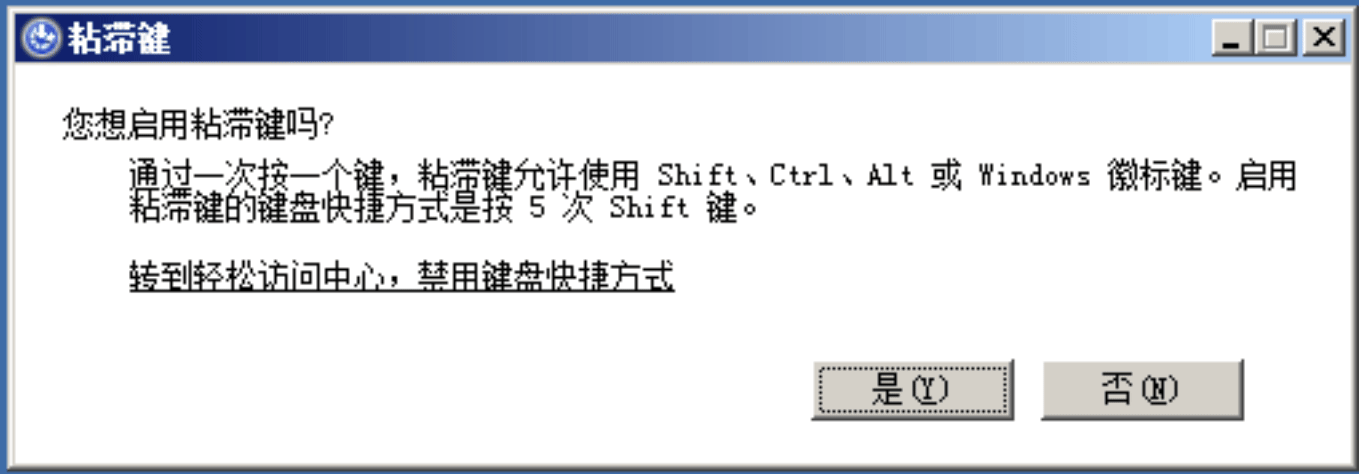 粘滞键
您想启用粘滞键吗?
通过一次按一个键，粘滞键允许使用 Shift、Ctrl、Alt 或 Windows 徽标键。启用
粘滞键的键盘快捷方式是按 5 次 Shift 键。
转到轻松访问中心，禁用键盘快捷方式
是(Y) 否(N)